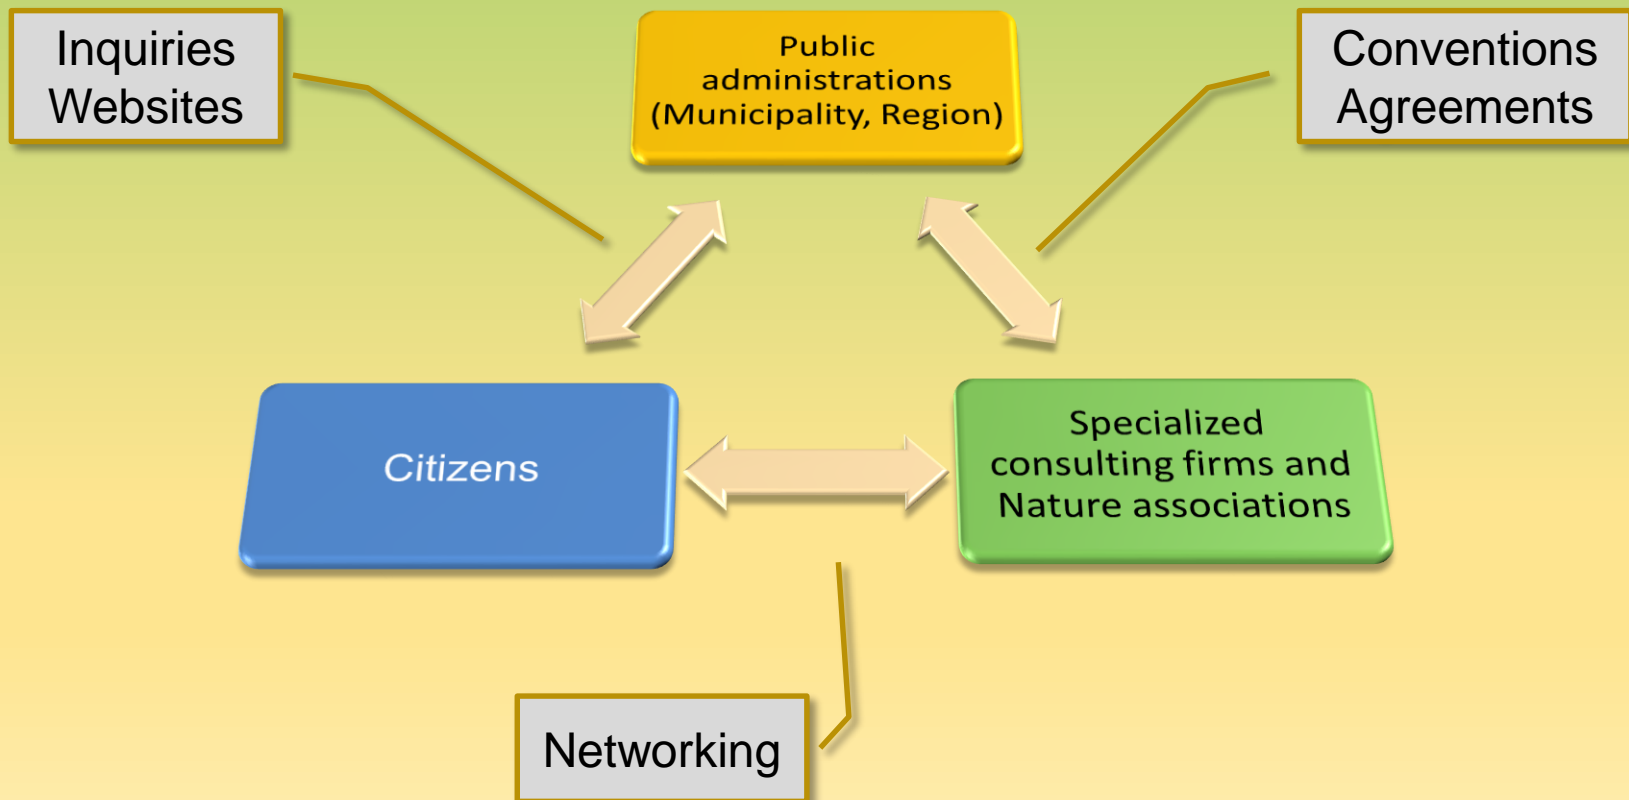 Inquiries
Websites
Public
administrations
(Municipality, Region)
Conventions
Agreements
Citizens
Specialized
consulting firms and
Nature associations
Networking